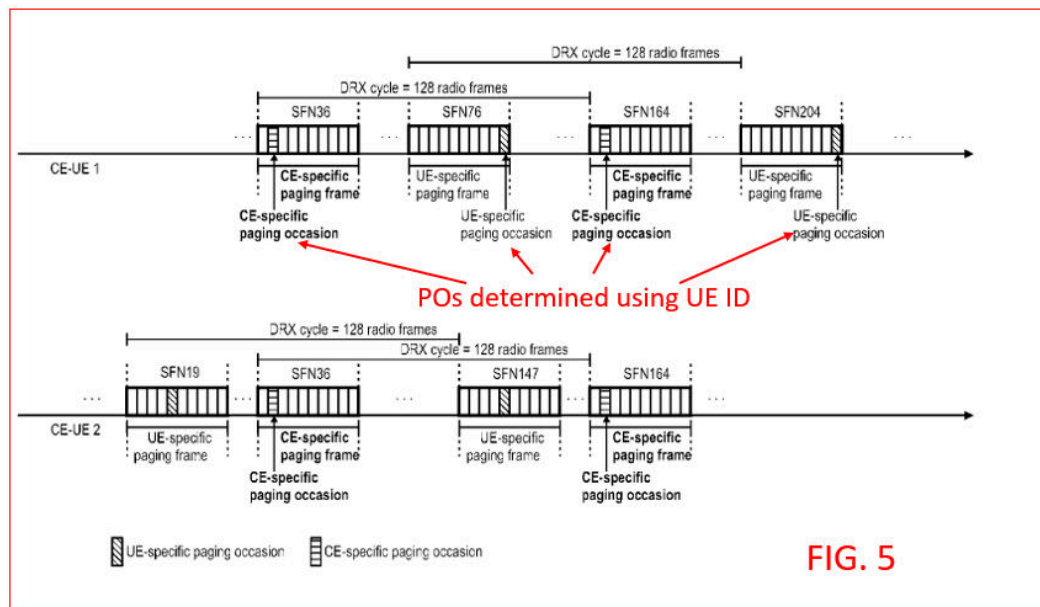 DRX cycle = 128 radio frames
DRX cycle = 128 radio frames
SFN36 SFN76 SFN164 SFN204
. . . . . . . . . . . . . . .
CE-UE 1
CE-specific paging frame UE-specific paging frame CE-specific paging frame UE-specific paging frame
CE-specific paging occasion UE-specific paging occasion CE-specific paging occasion UE-specific paging occasion
POs determined using UE ID
DRX cycle = 128 radio frames
DRX cycle = 128 radio frames
SFN19 SFN36 SFN147 SFN164
. . . . . . . . . . . . . . .
CE-UE 2
UE-specific paging frame CE-specific paging frame UE-specific paging frame CE-specific paging frame
CE-specific paging occasion CE-specific paging occasion
UE-specific paging occasion CE-specific paging occasion
FIG. 5